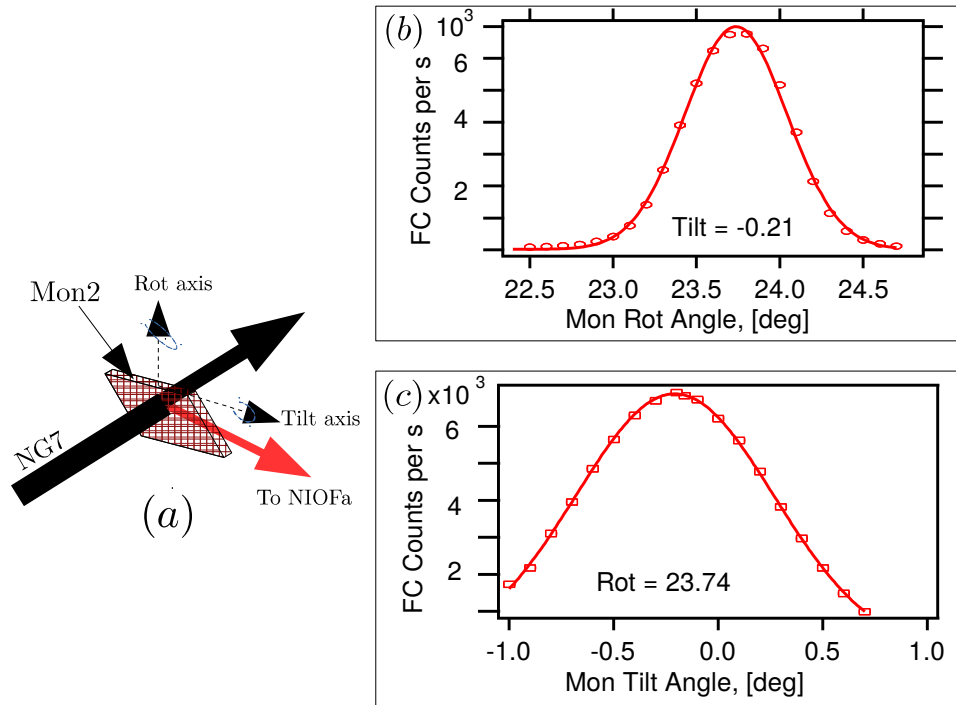 (a)
Mon2
Rot axis
Tilt axis
NG7
To NIOFa
(b)
FC Counts per s
10³
6
4
2
Tilt = -0.21
22.5 23.0 23.5 24.0 24.5
Mon Rot Angle, [deg]
(c)
FC Counts per s
x10³
6
4
2
Rot = 23.74
-1.0 -0.5 0.0 0.5 1.0
Mon Tilt Angle, [deg]